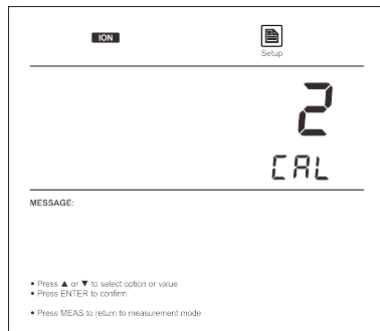 ION
Setup
2
CAL
MESSAGE:
• Press ▲ or ▼ to select option or value
• Press ENTER to confirm
• Press MEAS to return to measurement mode